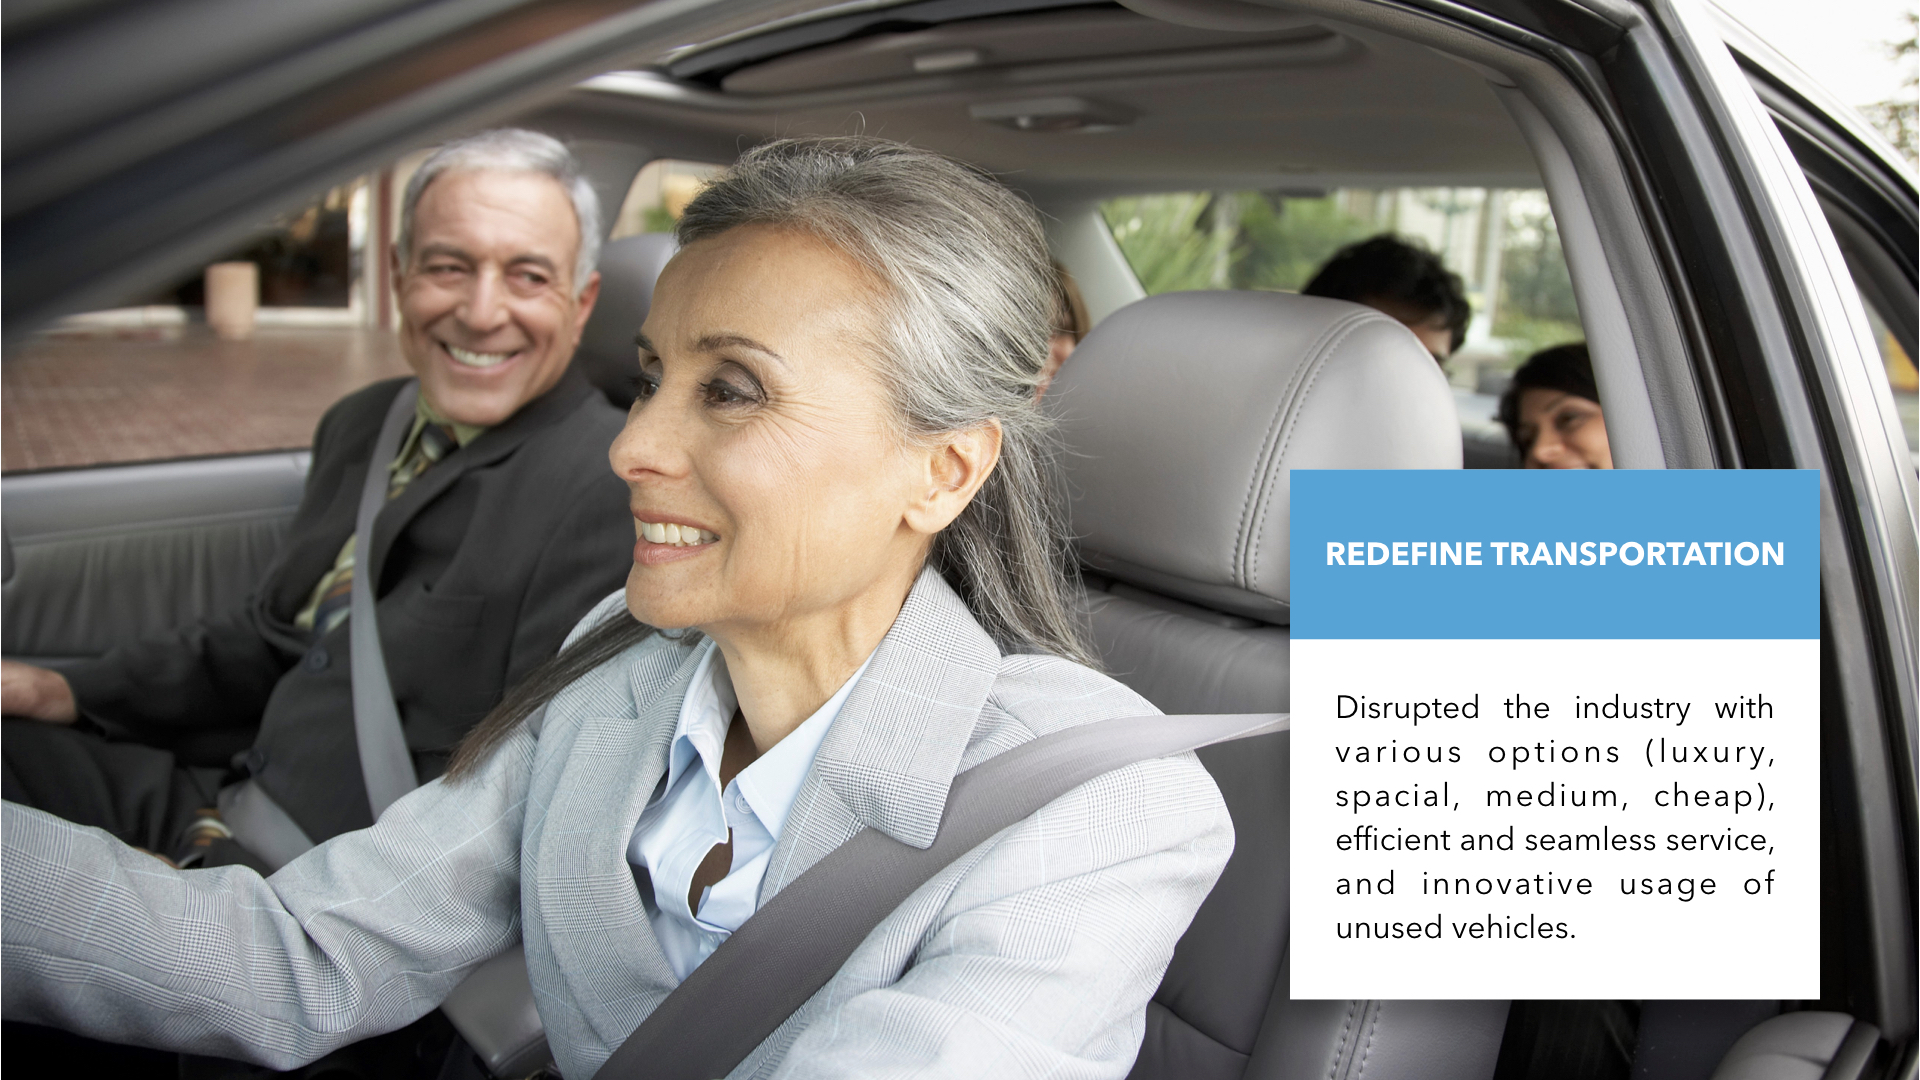 REDEFINE TRANSPORTATION
Disrupted the industry with
various options (luxury,
spacial, medium, cheap),
efficient and seamless service,
and innovative usage of
unused vehicles.